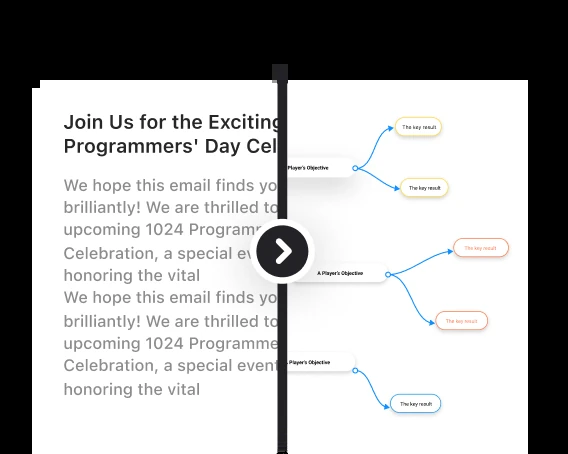 Join Us for the Exciting
Programmers' Day Cel
We hope this email finds yo
brilliantly! We are thrilled to
upcoming 1024 Programm
Celebration, a special ev
honoring the vital
We hope this email finds yo
brilliantly! We are thrilled to
upcoming 1024 Programme
Celebration, a special event
honoring the vital
The key result
Player's Objective
The key result
The key result
A Player's Objective
The key result
A Player's Objective
The key result